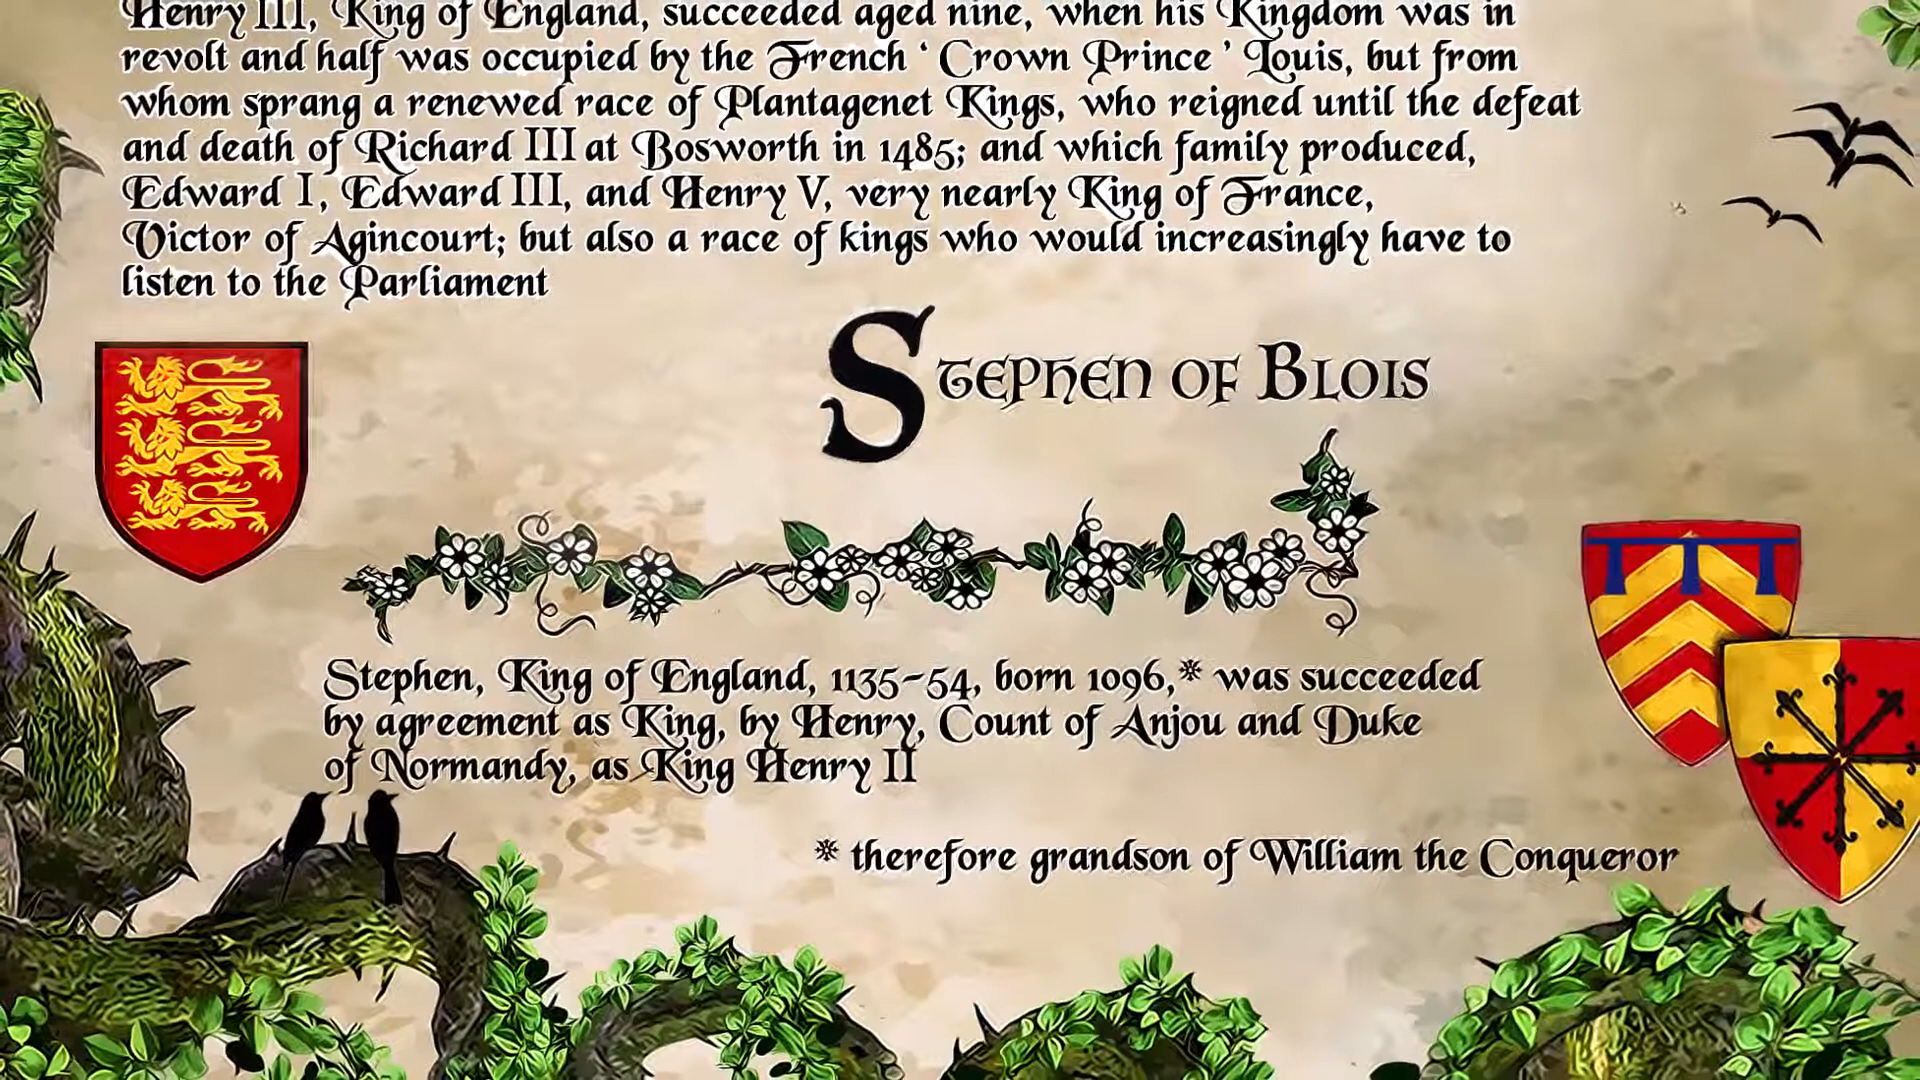 Henry III, King of England, succeeded aged nine, when his Kingdom was in
revolt and half was occupied by the French ‘ Crown Prince ’ Louis, but from
whom sprang a renewed race of Plantagenet Kings, who reigned until the defeat
and death of Richard III at Bosworth in 1485; and which family produced,
Edward I, Edward III, and Henry V, very nearly King of France,
Victor of Agincourt; but also a race of kings who would increasingly have to
listen to the Parliament
Stephen of Blois
Stephen, King of England, 1135-54, born 1096,* was succeeded
by agreement as King, by Henry, Count of Anjou and Duke
of Normandy, as King Henry II
* therefore grandson of William the Conqueror